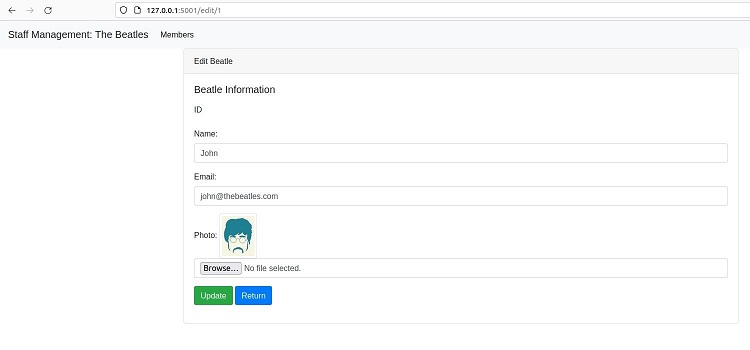 127.0.0.1:5001/edit/1
Staff Management: The Beatles Members
Edit Beatle
Beatle Information
ID
Name:
John
Email:
john@thebeatles.com
Photo:
Browse... No file selected.
Update Return